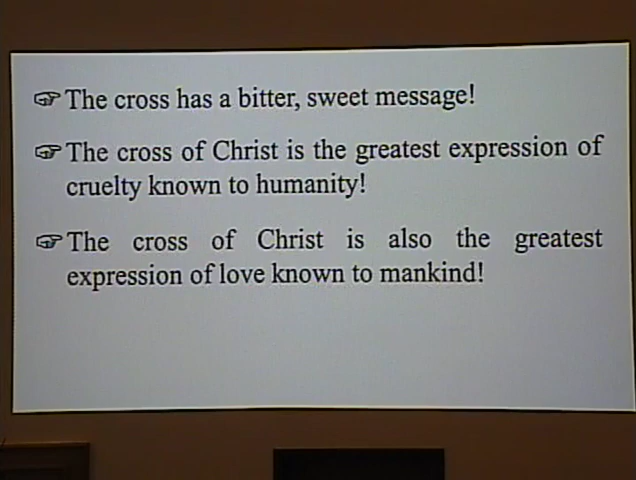 The cross has a bitter, sweet message!
The cross of Christ is the greatest expression of
cruelty known to humanity!
The cross of Christ is also the greatest
expression of love known to mankind!